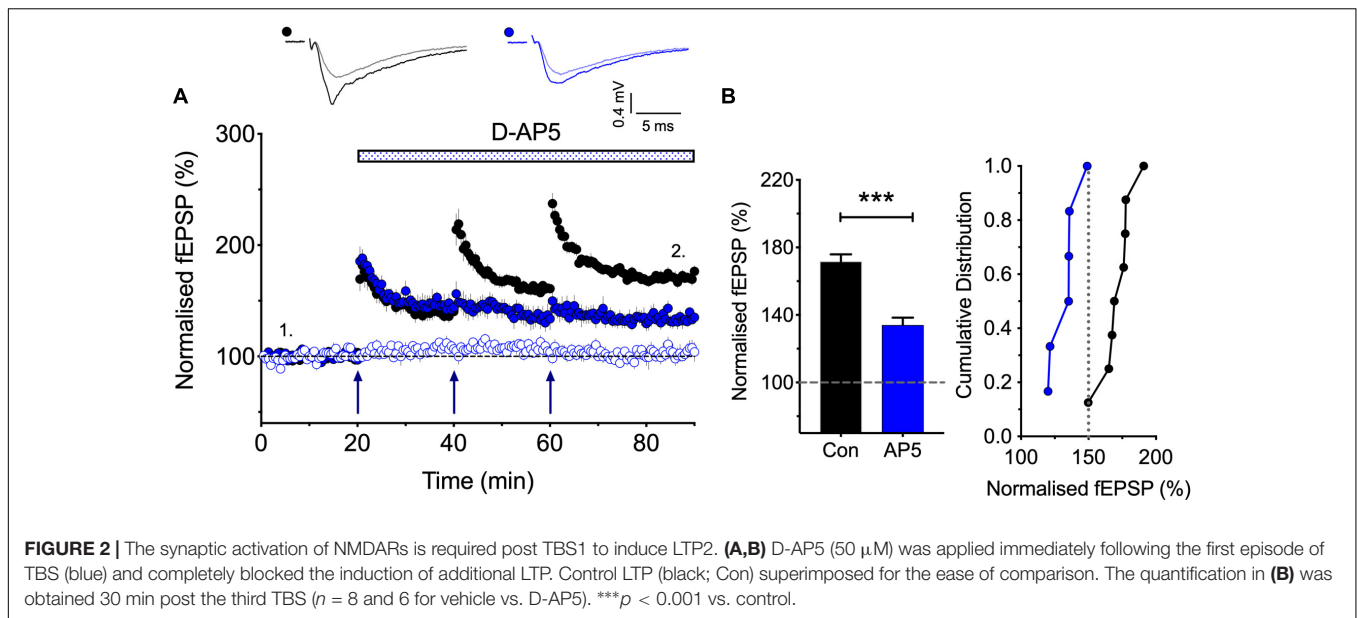 0.4 mV
5 ms
A
Normalised fEPSP (%)
300
200
100
D-AP5
1.
2.
0
20
40
60
80
Time (min)
B
Normalised fEPSP (%)
220
180
140
100
***
Con
AP5
Cumulative Distribution
1.0
0.8
0.6
0.4
0.2
0.0
100
150
200
Normalised fEPSP (%)
FIGURE 2 | The synaptic activation of NMDARs is required post TBS1 to induce LTP2. (A,B) D-AP5 (50 μM) was applied immediately following the first episode of
TBS (blue) and completely blocked the induction of additional LTP. Control LTP (black; Con) superimposed for the ease of comparison. The quantification in (B) was
obtained 30 min post the third TBS (n = 8 and 6 for vehicle vs. D-AP5). ***p < 0.001 vs. control.